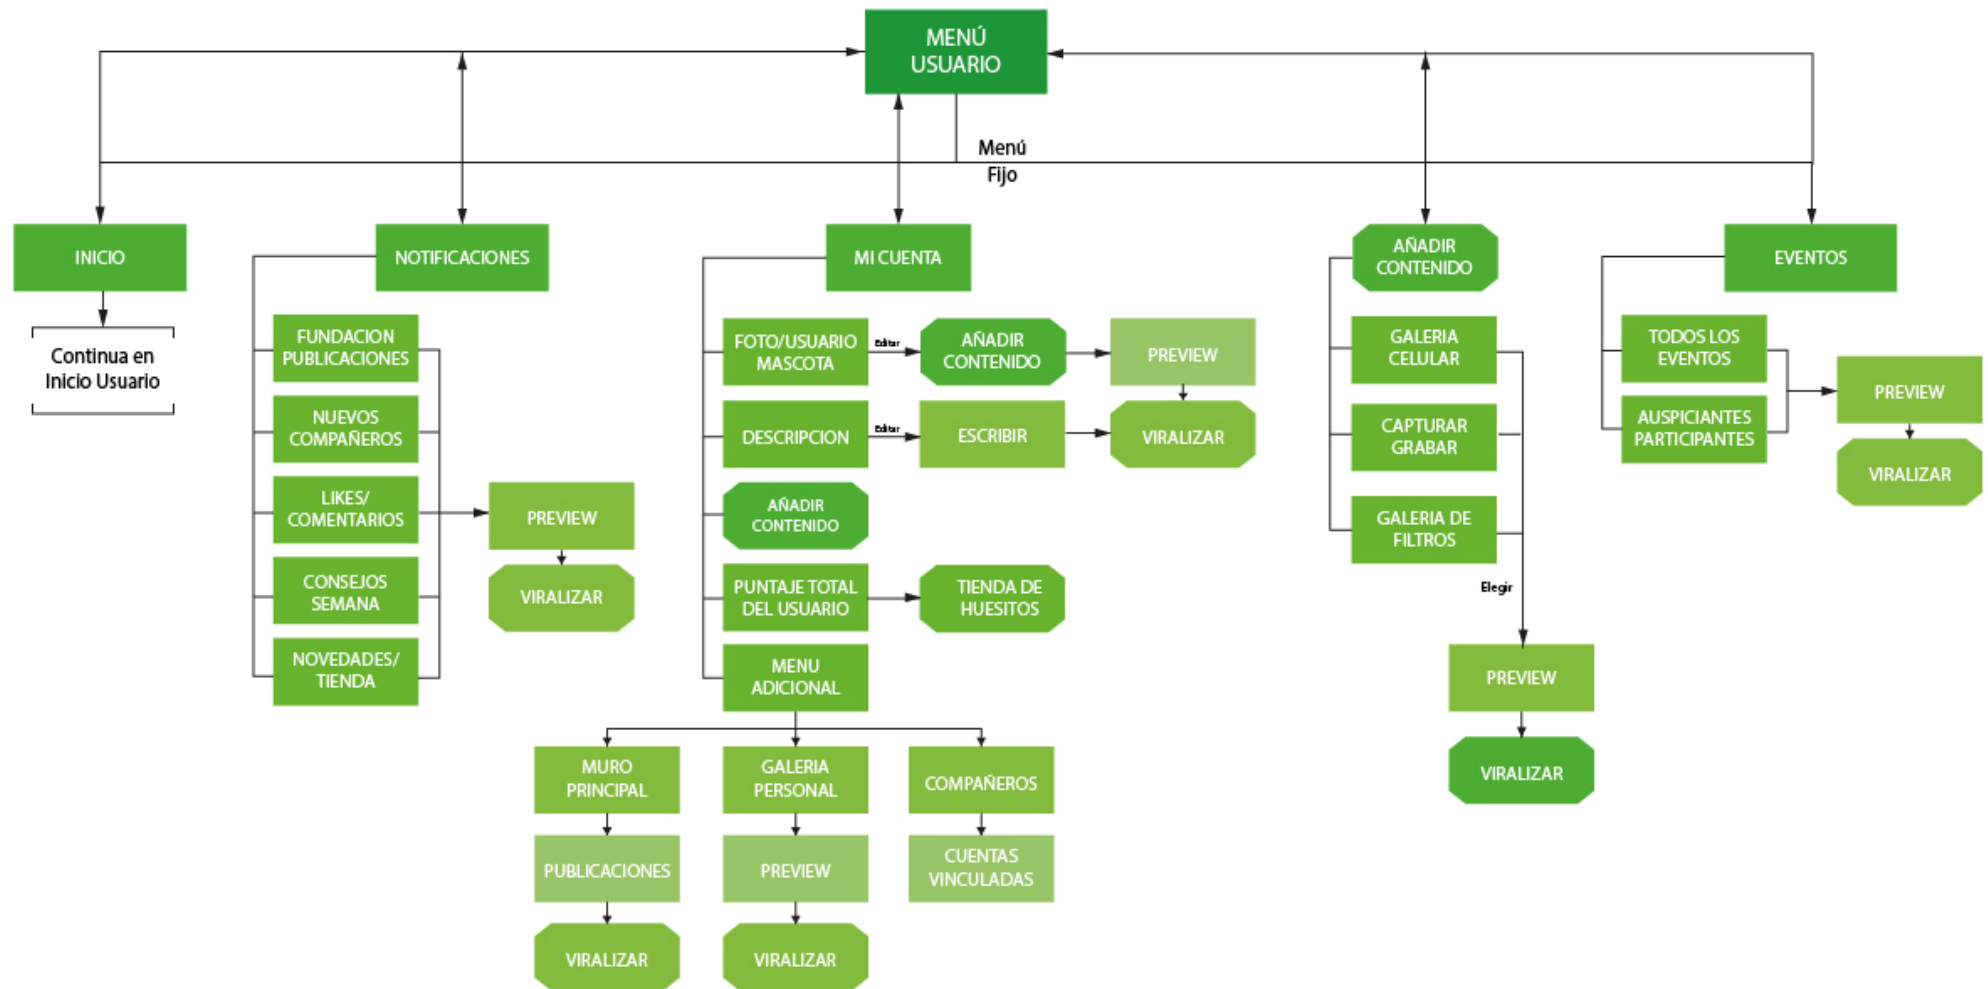 MENÚ
USUARIO
Menú
Fijo
INICIO
Continua en
Inicio Usuario
NOTIFICACIONES
FUNDACION
PUBLICACIONES
NUEVOS
COMPAÑEROS
LIKES/
COMENTARIOS
CONSEJOS
SEMANA
NOVEDADES/
TIENDA
PREVIEW
VIRALIZAR
MI CUENTA
FOTO/USUARIO
MASCOTA
Editar
AÑADIR
CONTENIDO
PREVIEW
DESCRIPCION
Editar
ESCRIBIR
VIRALIZAR
AÑADIR
CONTENIDO
PUNTAJE TOTAL
DEL USUARIO
TIENDA DE
HUESITOS
MENU
ADICIONAL
MURO
PRINCIPAL
PUBLICACIONES
VIRALIZAR
GALERIA
PERSONAL
PREVIEW
VIRALIZAR
COMPAÑEROS
CUENTAS
VINCULADAS
AÑADIR
CONTENIDO
GALERIA
CELULAR
CAPTURAR
GRABAR
GALERIA DE
FILTROS
Elegir
PREVIEW
VIRALIZAR
EVENTOS
TODOS LOS
EVENTOS
AUSPICIANTES
PARTICIPANTES
PREVIEW
VIRALIZAR